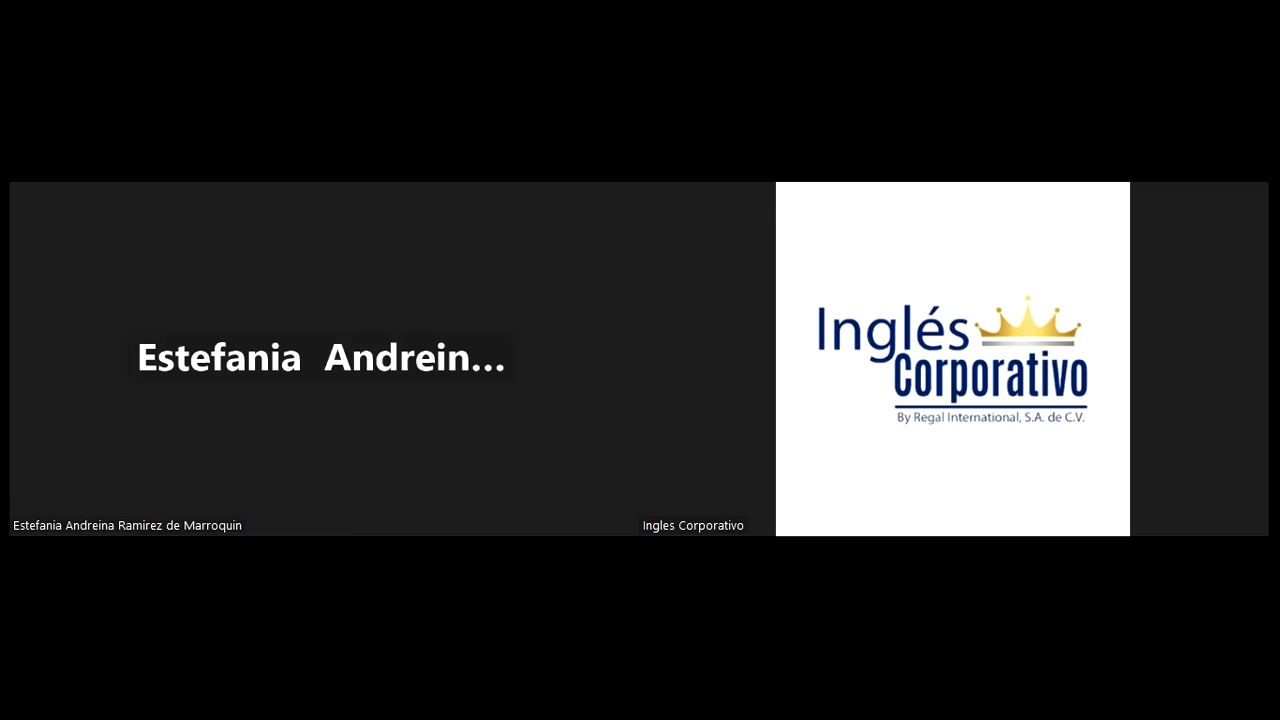 Estefania Andrein...
Estefania Andreina Ramirez de Marroquin
Ingles Corporativo
Inglés
Corporativo
By Regal International, S.A. de C.V.